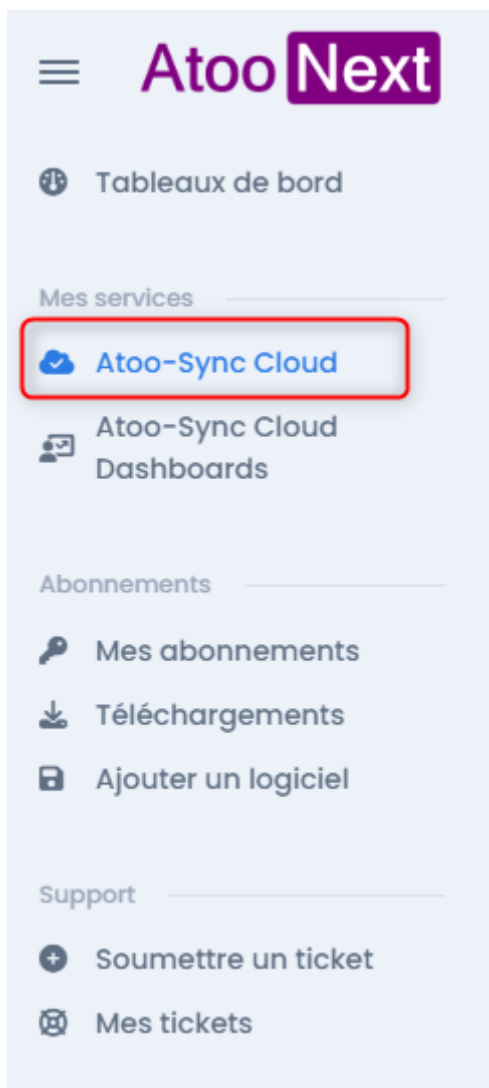 Atoo Next
Tableaux de bord
Mes services
Atoo-Sync Cloud
Atoo-Sync Cloud
Dashboards
Abonnements
Mes abonnements
Téléchargements
Ajouter un logiciel
Support
Soumettre un ticket
Mes tickets